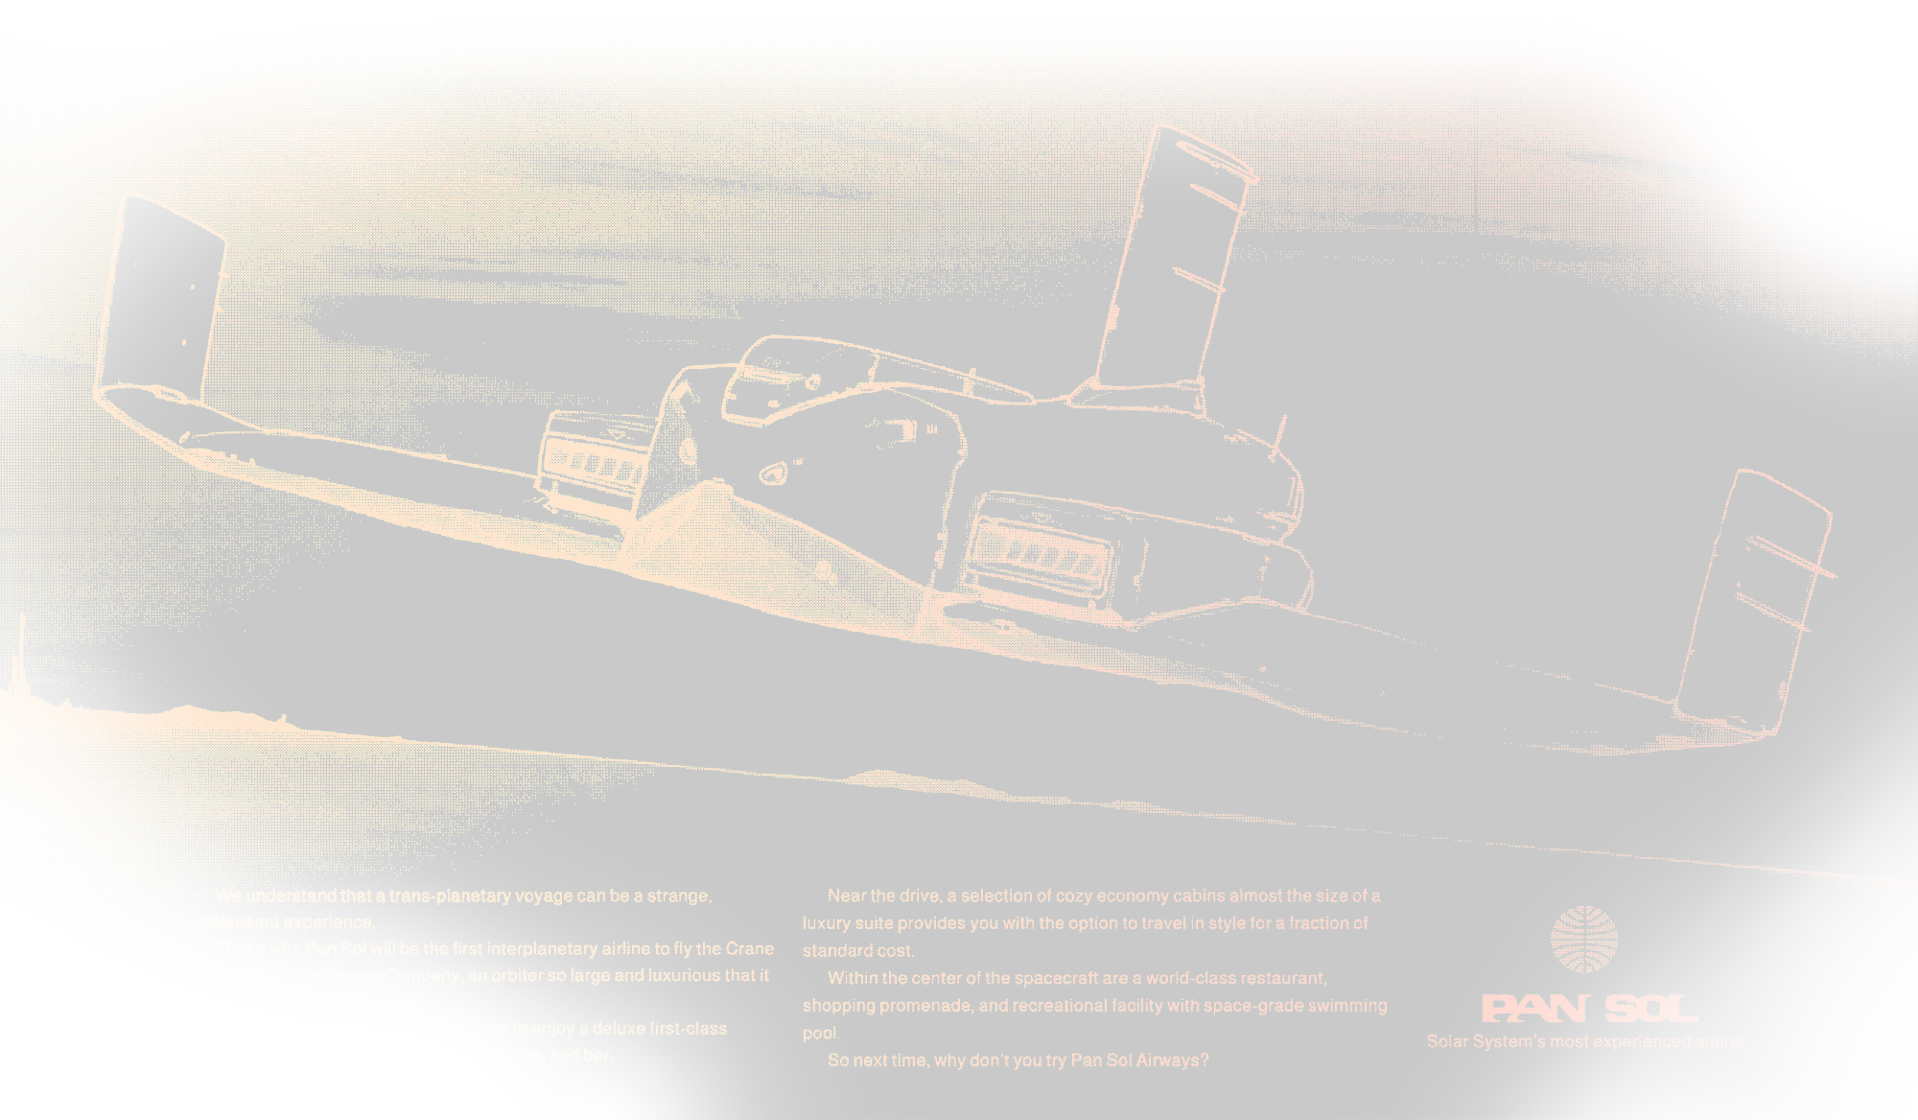 We understand that a trans-planetary voyage can be a strange,
unpleasant experience.
That's why Pan Sol will be the first interplanetary airline to fly the Crane
Company, an orbiter so large and luxurious that it
to enjoy a deluxe first-class
and bar.
Near the drive, a selection of cozy economy cabins almost the size of a
luxury suite provides you with the option to travel in style for a fraction of
standard cost.
Within the center of the spacecraft are a world-class restaurant,
shopping promenade, and recreational facility with space-grade swimming
pool.
So next time, why don't you try Pan Sol Airways?
PAN SOL
Solar System's most experienced airline